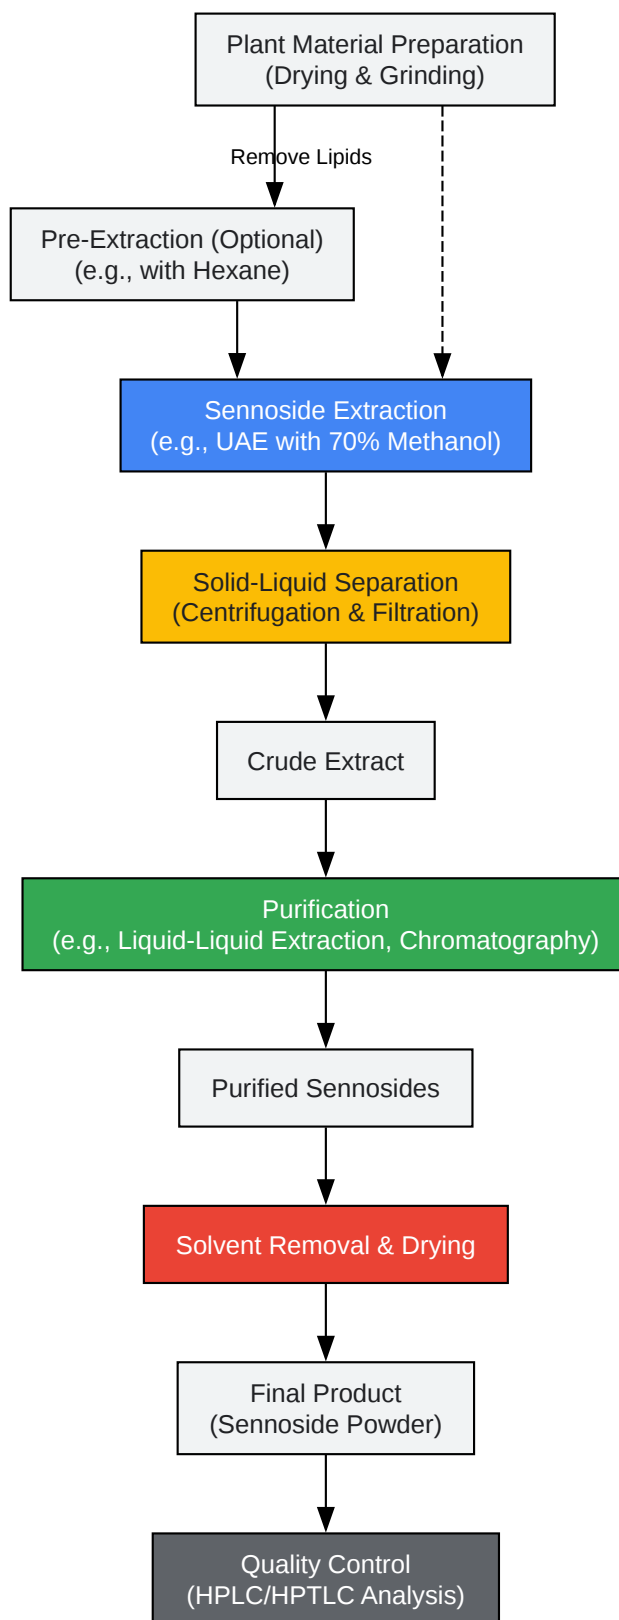 Plant Material Preparation
(Drying & Grinding)
Remove Lipids
Pre-Extraction (Optional)
(e.g., with Hexane)
Sennoside Extraction
(e.g., UAE with 70% Methanol)
Solid-Liquid Separation
(Centrifugation & Filtration)
Crude Extract
Purification
(e.g., Liquid-Liquid Extraction, Chromatography)
Purified Sennosides
Solvent Removal & Drying
Final Product
(Sennoside Powder)
Quality Control
(HPLC/HPTLC Analysis)